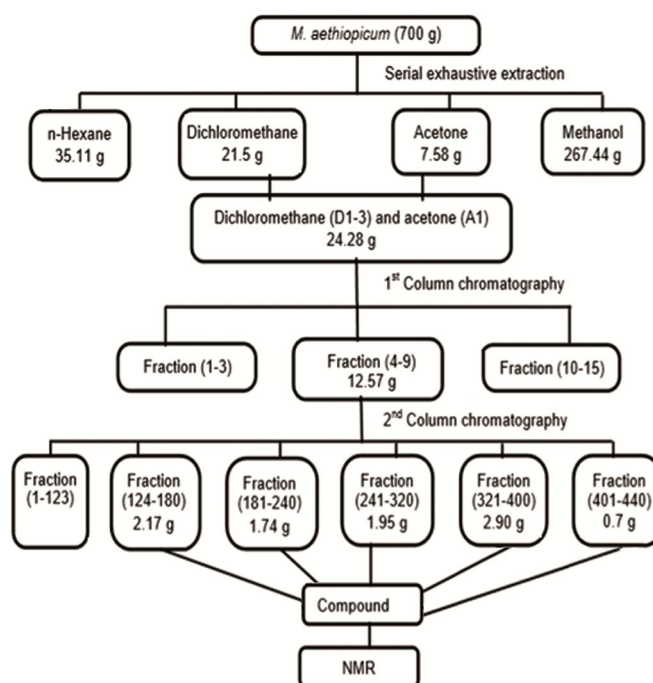 M. aethiopicum (700 g)
Serial exhaustive extraction
n-Hexane
35.11 g
Dichloromethane
21.5 g
Acetone
7.58 g
Methanol
267.44 g
Dichloromethane (D1-3) and acetone (A1)
24.28 g
1st Column chromatography
Fraction (1-3)
Fraction (4-9)
12.57 g
Fraction (10-15)
2nd Column chromatography
Fraction
(1-123)
Fraction
(124-180)
2.17 g
Fraction
(181-240)
1.74 g
Fraction
(241-320)
1.95 g
Fraction
(321-400)
2.90 g
Fraction
(401-440)
0.7 g
Compound
NMR